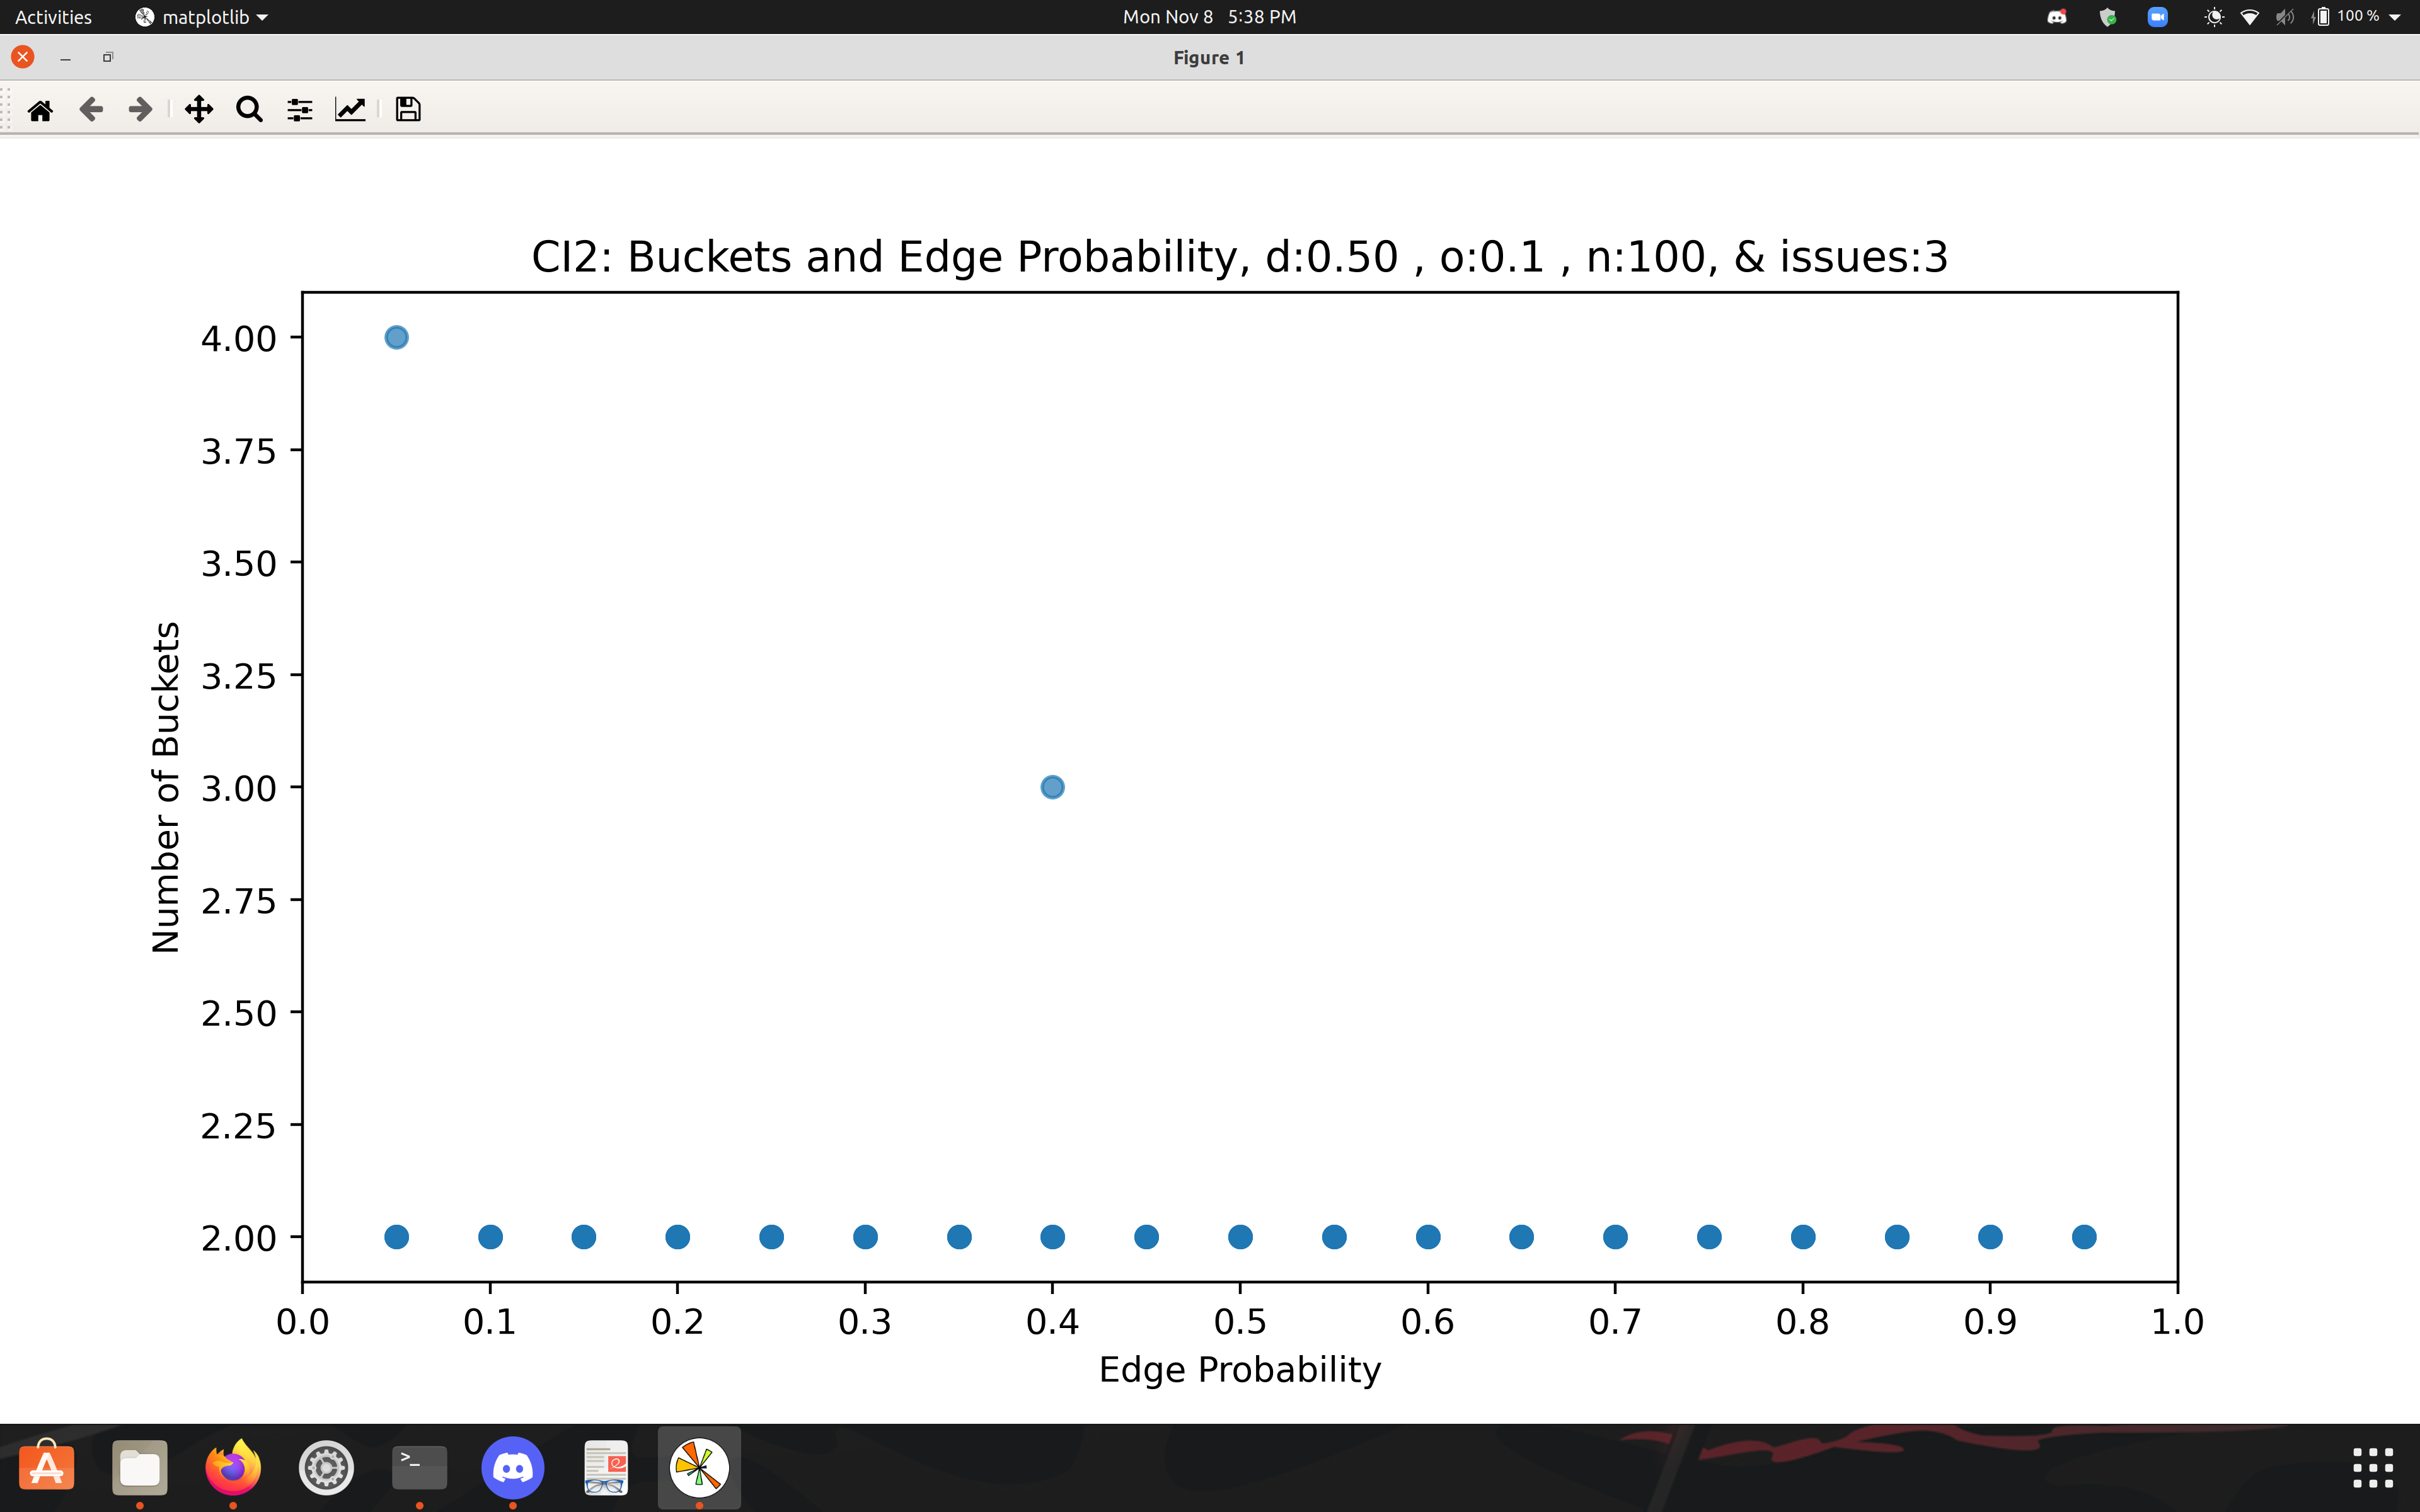 Activities matplotlib Mon Nov 8 5:38 PM 100 %
Figure 1
CI2: Buckets and Edge Probability, d:0.50 , o:0.1 , n:100, & issues:3
4.00
3.75
3.50
3.25
3.00
2.75
2.50
2.25
2.00
Number of Buckets
0.0 0.1 0.2 0.3 0.4 0.5 0.6 0.7 0.8 0.9 1.0
Edge Probability